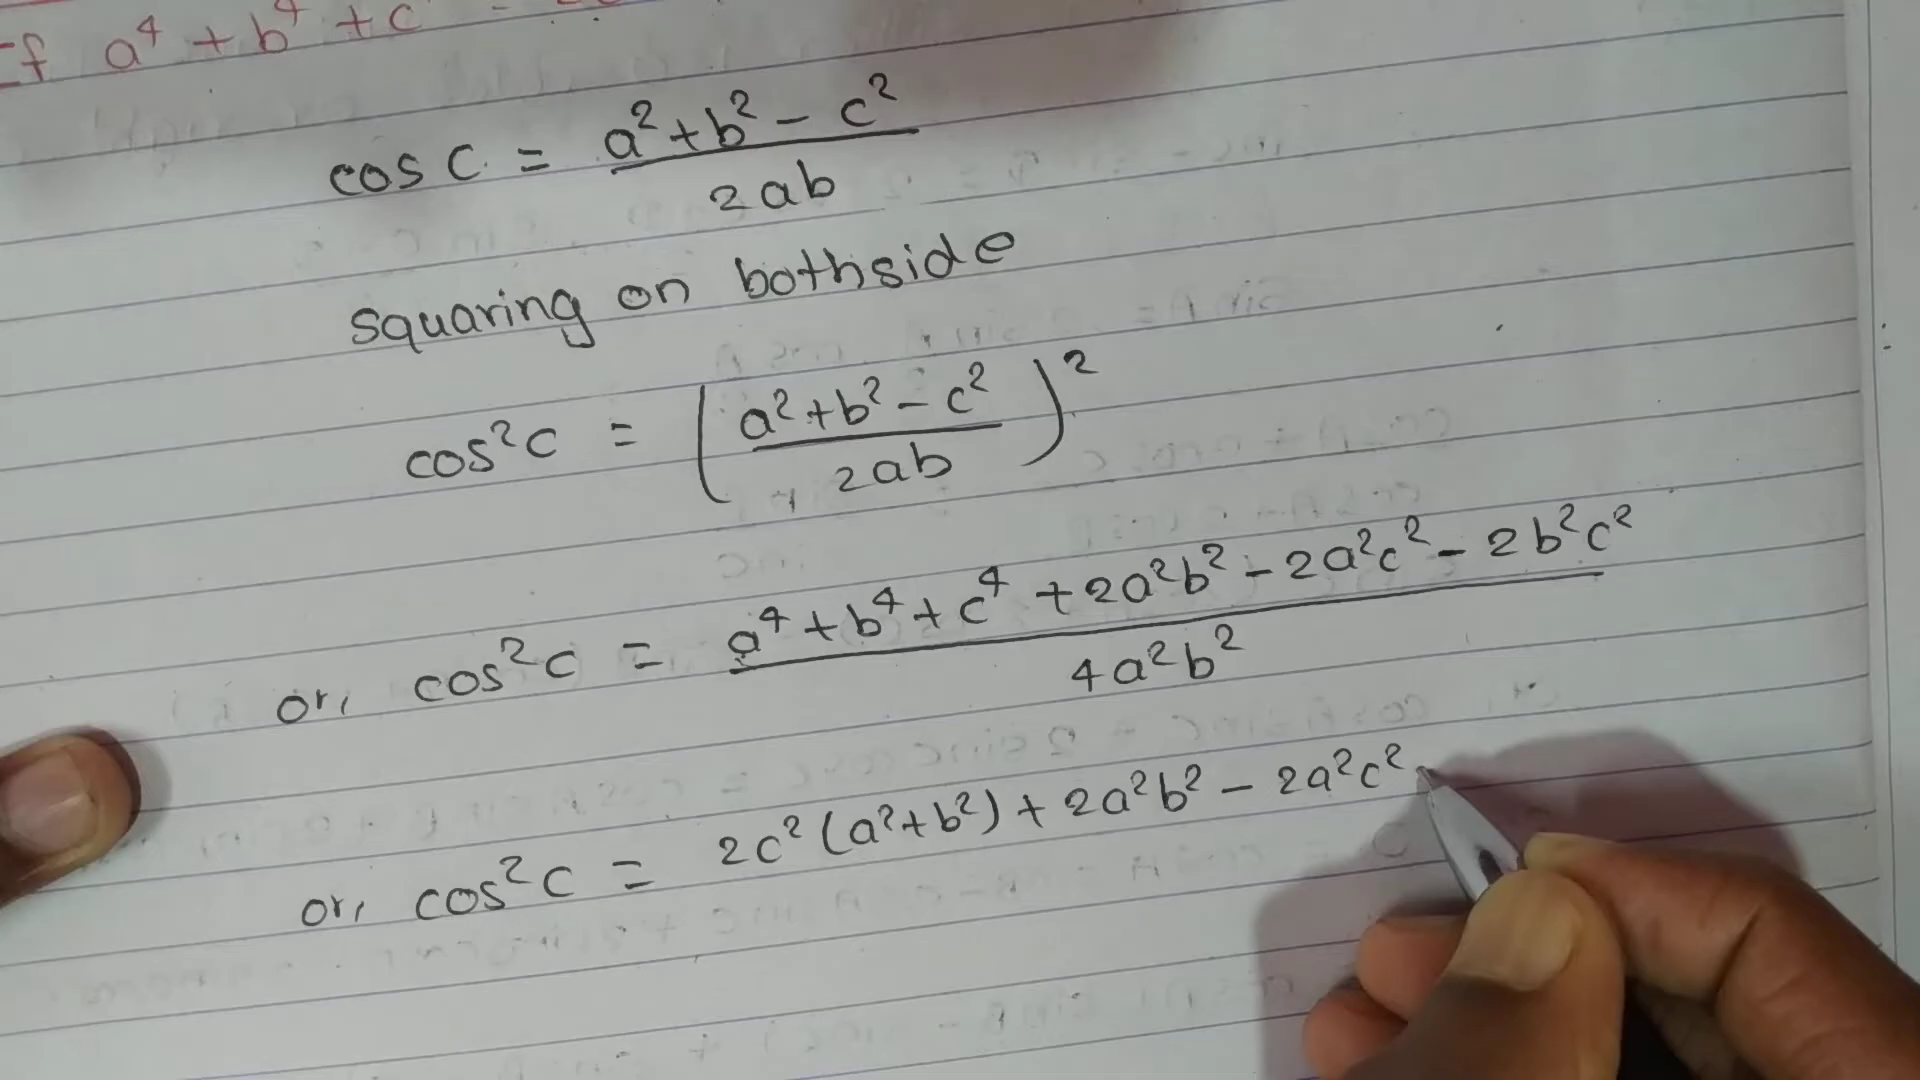 If a⁴ + b⁴ + c
cos C = (a² + b² - c²) / 2ab
squaring on bothside
cos²c = ((a² + b² - c²) / 2ab)²
or, cos²c = (a⁴ + b⁴ + c⁴ + 2a²b² - 2a²c² - 2b²c²) / 4a²b²
or, cos²c = 2c²(a² + b²) + 2a²b² - 2a²c²